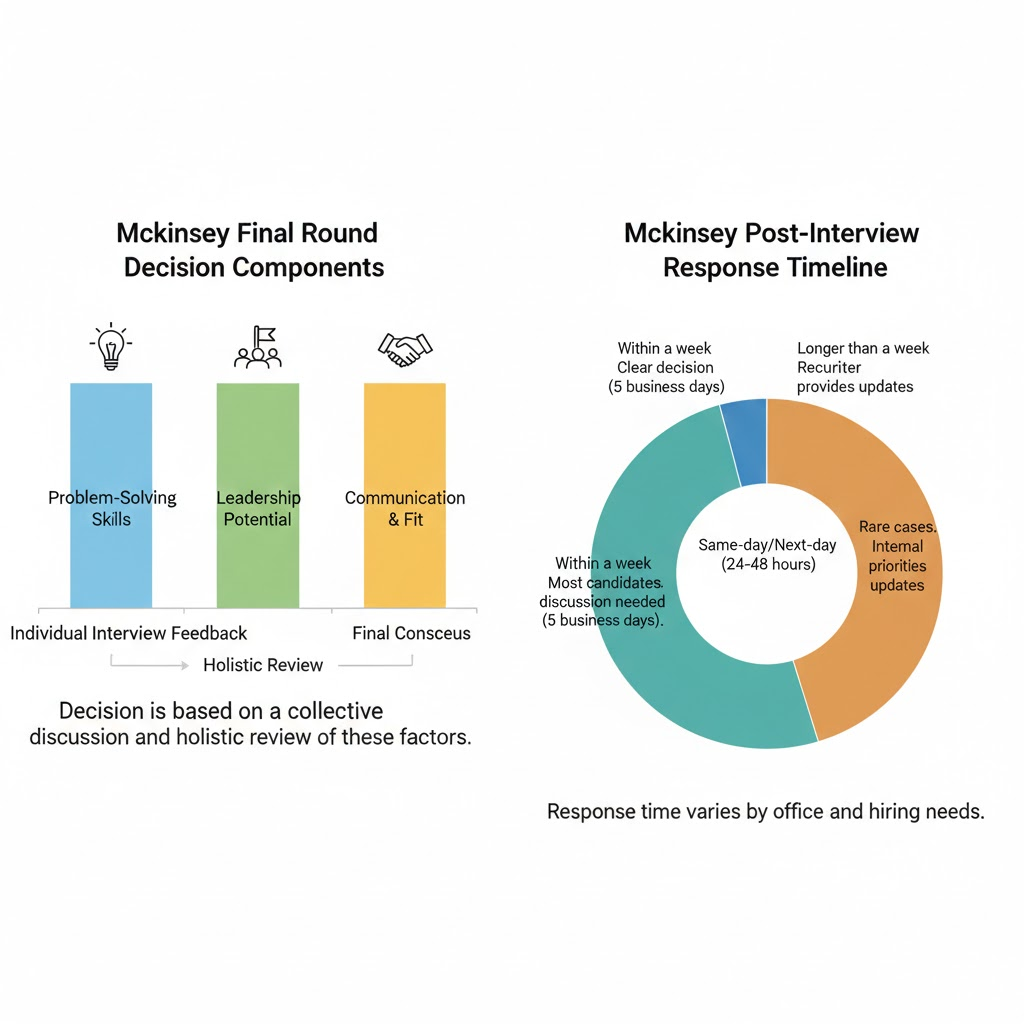 Mckinsey Final Round
Decision Components
Problem-Solving
Skills
Leadership
Potential
Communication
& Fit
Individual Interview Feedback
Final Consceus
Holistic Review
Decision is based on a collective
discussion and holistic review of these factors.
Mckinsey Post-Interview
Response Timeline
Within a week
Clear decision
(5 business days)
Longer than a week
Recuriter
provides updates
Same-day/Next-day
(24-48 hours)
Rare cases.
Internal
priorities
updates
Within a week
Most candidates.
discussion needed
(5 business days).
Response time varies by office and hiring needs.